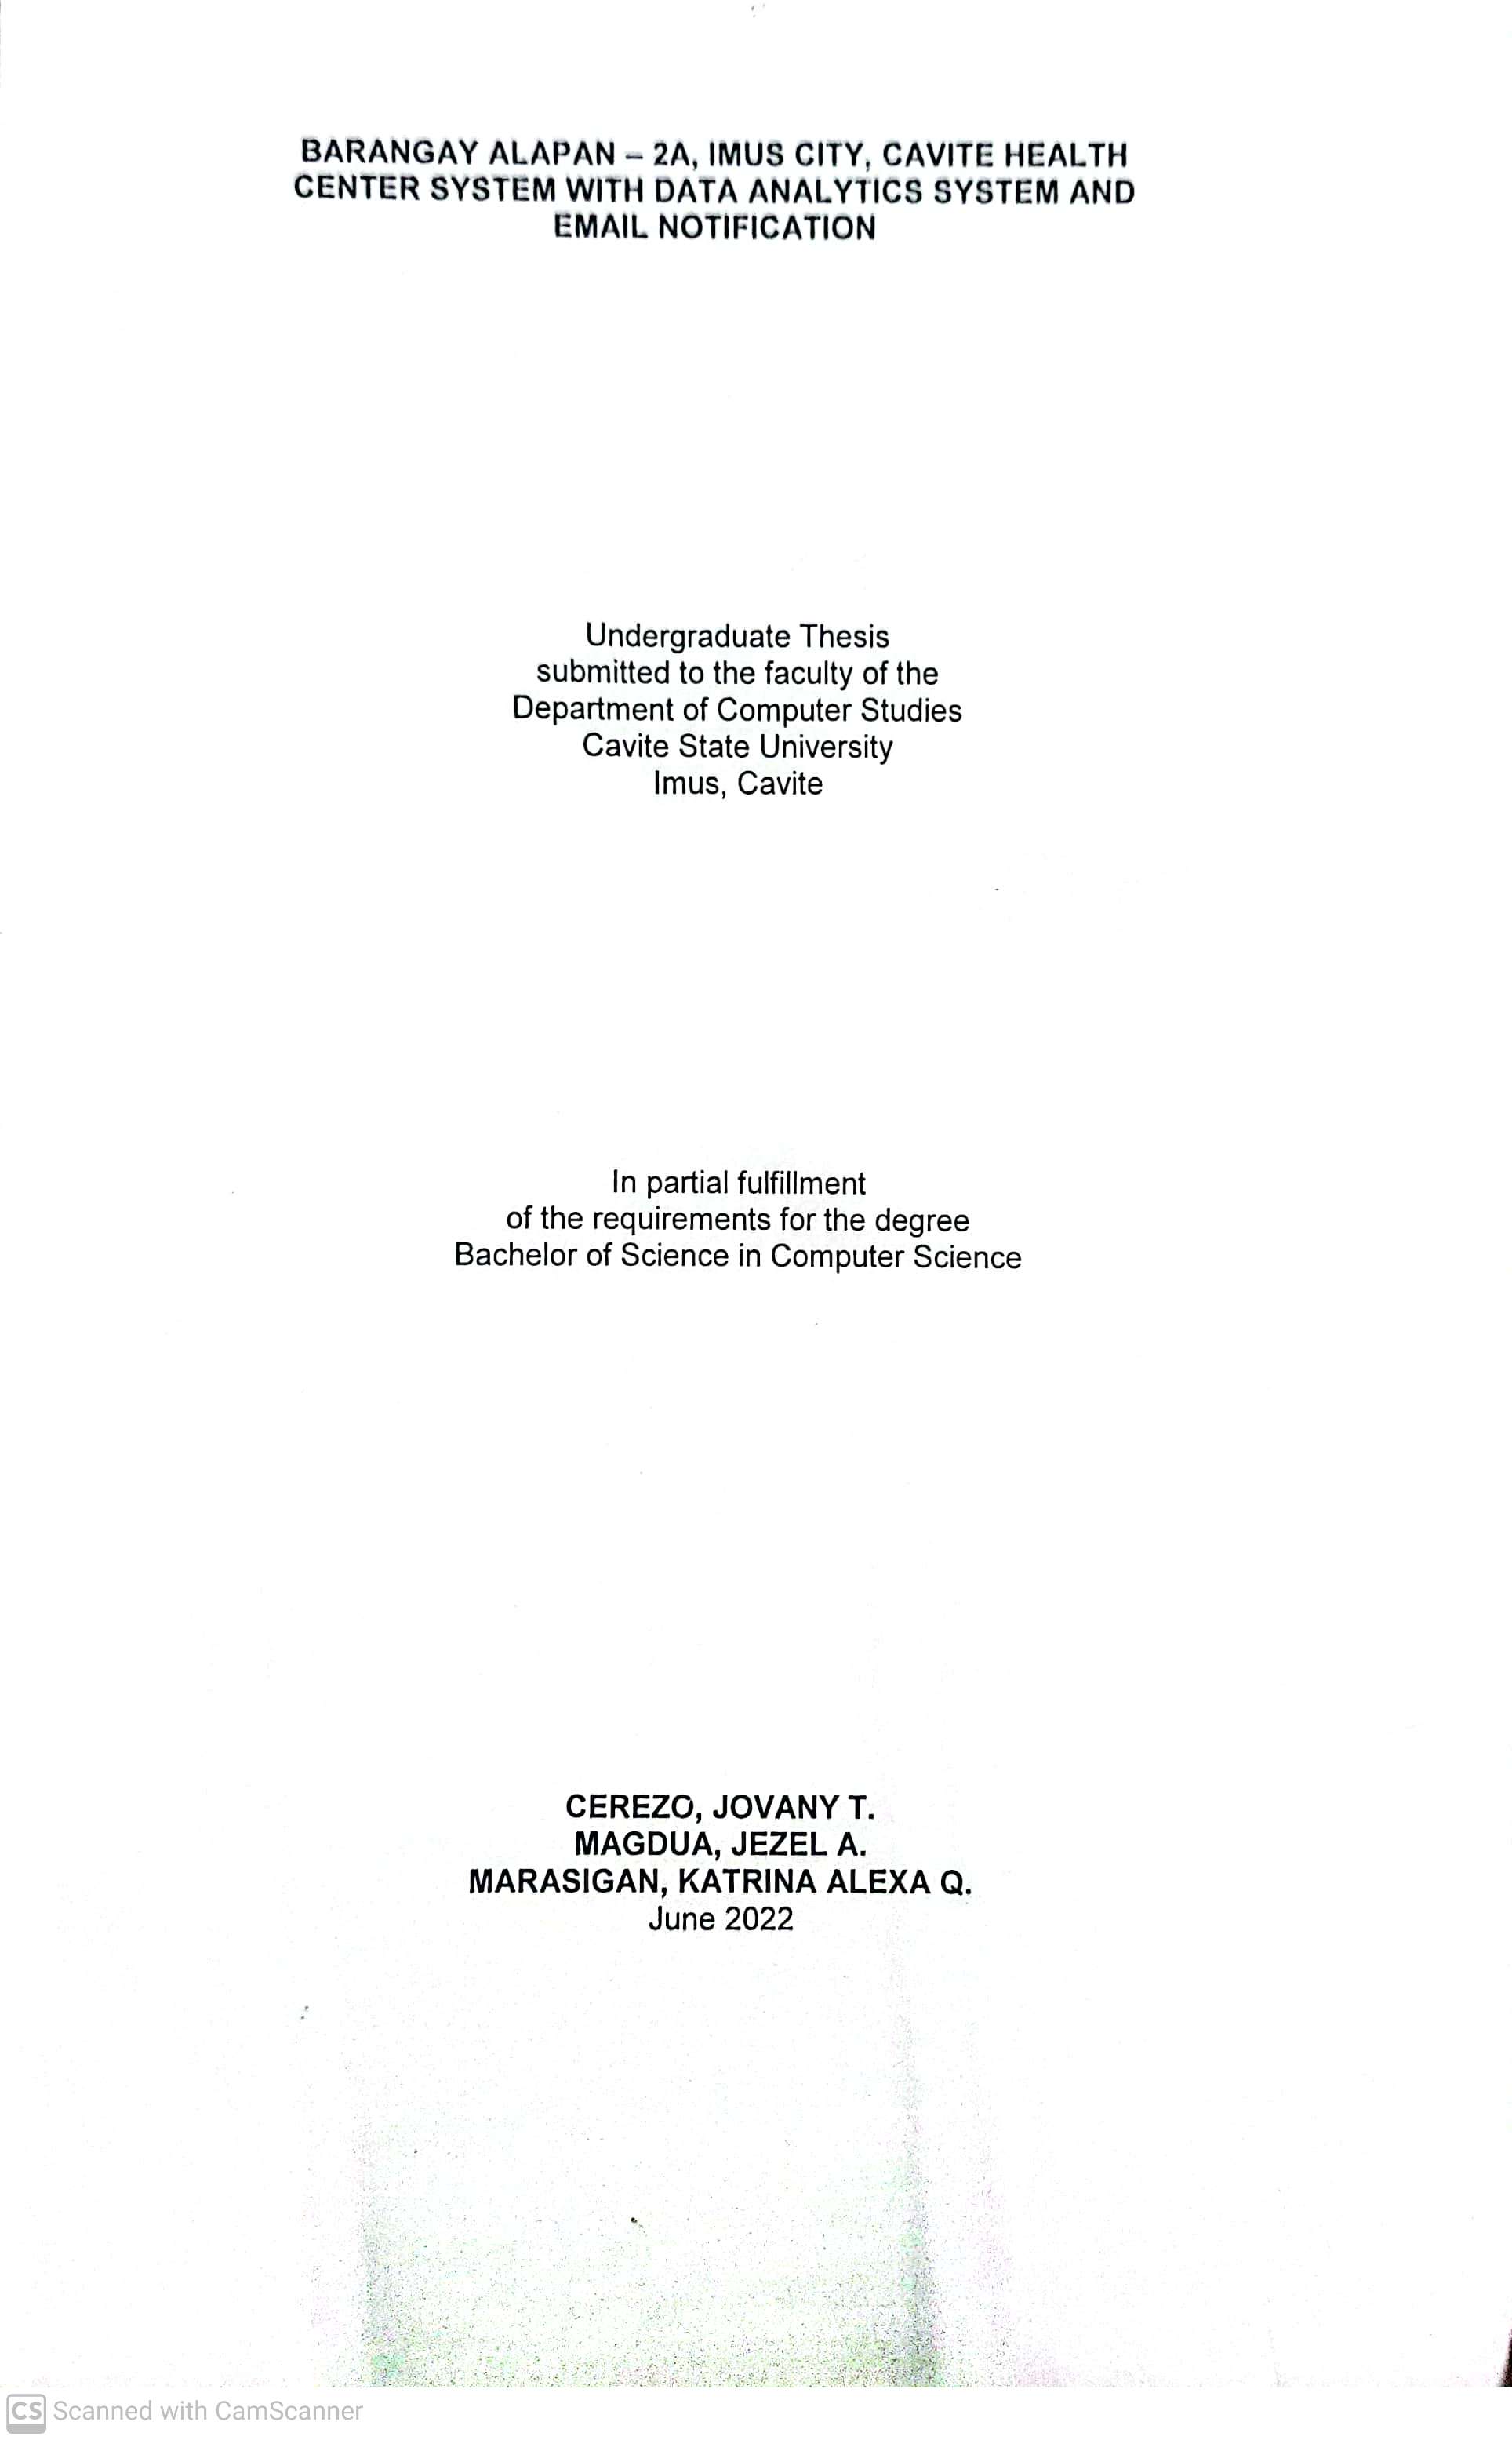 BARANGAY ALAPAN – 2A, IMUS CITY, CAVITE HEALTH
CENTER SYSTEM WITH DATA ANALYTICS SYSTEM AND
EMAIL NOTIFICATION
Undergraduate Thesis
submitted to the faculty of the
Department of Computer Studies
Cavite State University
Imus, Cavite
In partial fulfillment
of the requirements for the degree
Bachelor of Science in Computer Science
CEREZO, JOVANY T.
MAGDUA, JEZEL A.
MARASIGAN, KATRINA ALEXA Q.
June 2022
CS Scanned with CamScanner